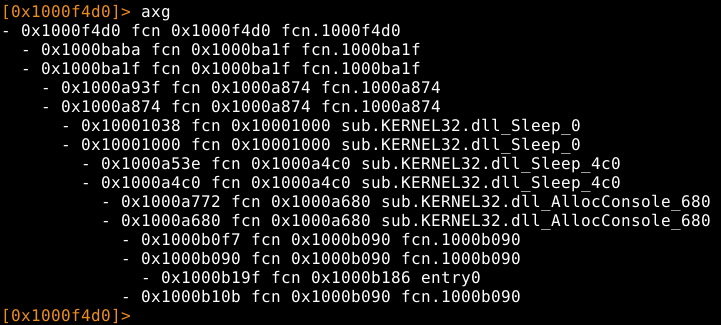 [0x1000f4d0]> axg
- 0x1000f4d0 fcn 0x1000f4d0 fcn.1000f4d0
- 0x1000baba fcn 0x1000ba1f fcn.1000ba1f
- 0x1000ba1f fcn 0x1000ba1f fcn.1000ba1f
- 0x1000a93f fcn 0x1000a874 fcn.1000a874
- 0x1000a874 fcn 0x1000a874 fcn.1000a874
- 0x10001038 fcn 0x10001000 sub.KERNEL32.dll_Sleep_0
- 0x10001000 fcn 0x10001000 sub.KERNEL32.dll_Sleep_0
- 0x1000a53e fcn 0x1000a4c0 sub.KERNEL32.dll_Sleep_4c0
- 0x1000a4c0 fcn 0x1000a4c0 sub.KERNEL32.dll_Sleep_4c0
- 0x1000a772 fcn 0x1000a680 sub.KERNEL32.dll_AllocConsole_680
- 0x1000a680 fcn 0x1000a680 sub.KERNEL32.dll_AllocConsole_680
- 0x1000b0f7 fcn 0x1000b090 fcn.1000b090
- 0x1000b090 fcn 0x1000b090 fcn.1000b090
- 0x1000b19f fcn 0x1000b186 entry0
- 0x1000b10b fcn 0x1000b090 fcn.1000b090
[0x1000f4d0]>